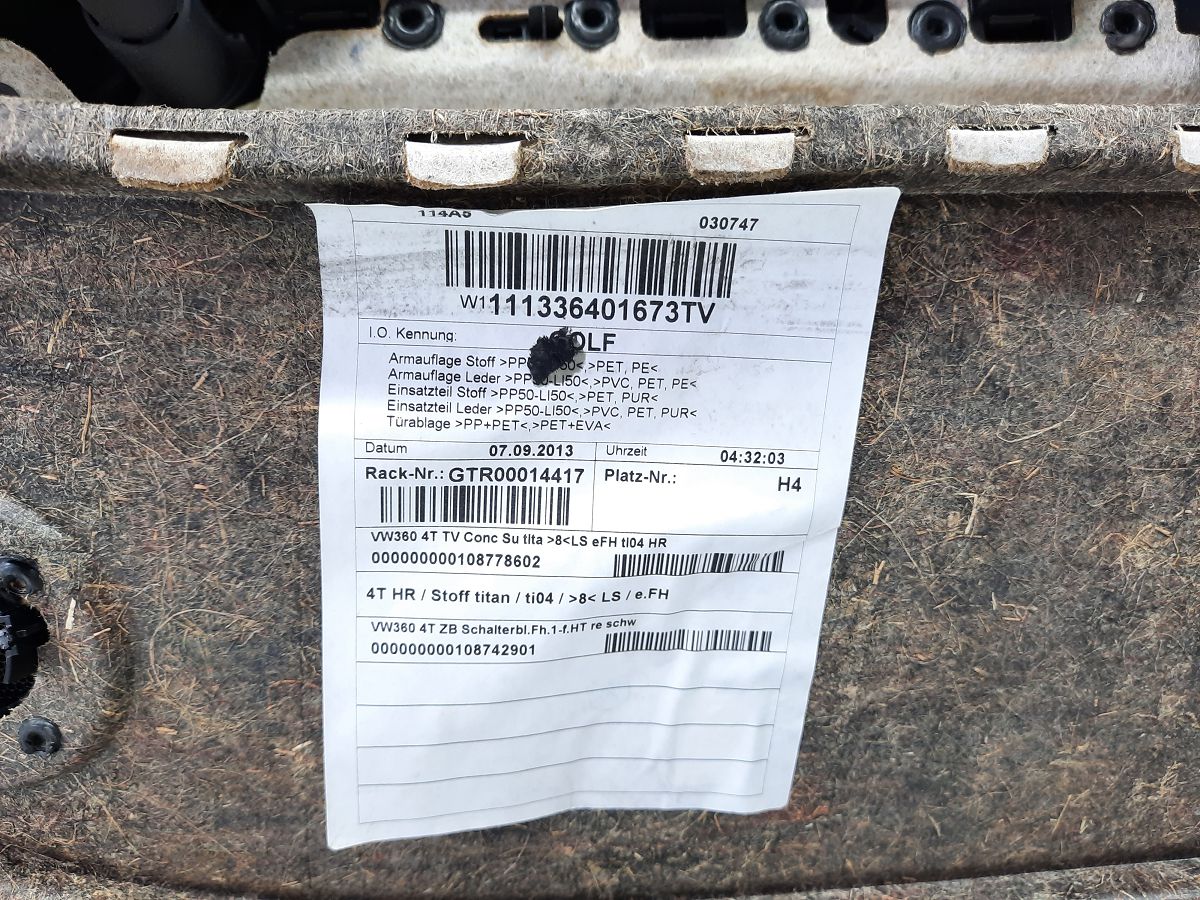 114A5
030747
W1111336401673TV
I.O. Kennung: OLF
Armauflage Stoff >PP 50<,>PET, PE<
Armauflage Leder >PP50-LI50<,>PVC, PET, PE<
Einsatzteil Stoff >PP50-LI50<,>PET, PUR<
Einsatzteil Leder >PP50-LI50<,>PVC, PET, PUR<
Türablage >PP+PET<,>PET+EVA<
Datum 07.09.2013 Uhrzeit 04:32:03
Rack-Nr.: GTR00014417 Platz-Nr.: H4
VW360 4T TV Conc Su tita >8<LS eFH ti04 HR
000000000108778602
4T HR / Stoff titan / ti04 / >8< LS / e.FH
VW360 4T ZB Schalterbl.Fh.1-f.HT re schw
000000000108742901